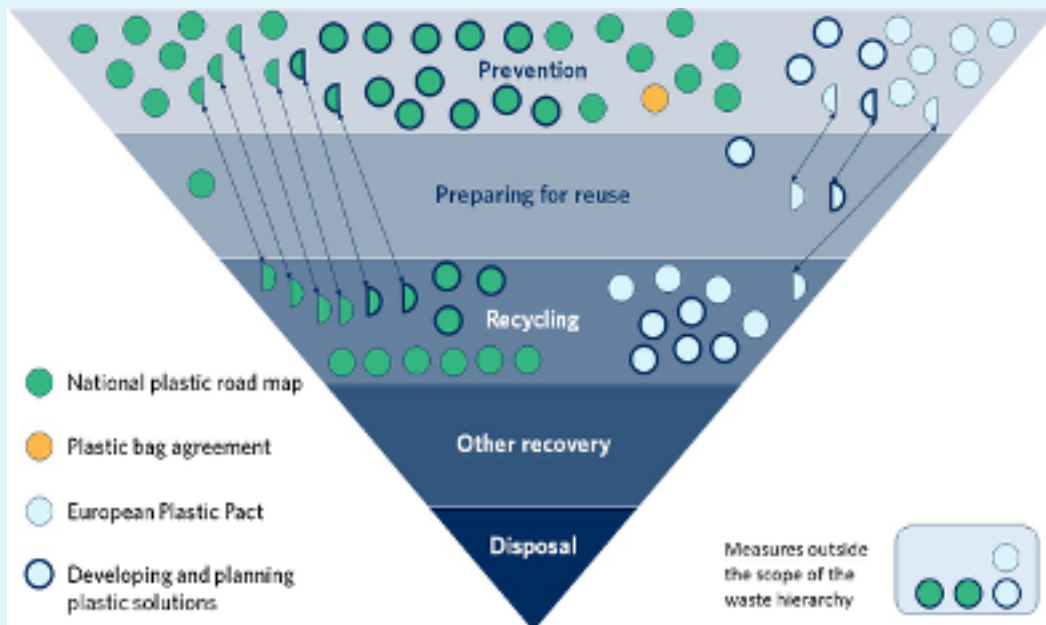 Prevention
Preparing for reuse
Recycling
Other recovery
Disposal
National plastic road map
Plastic bag agreement
European Plastic Pact
Developing and planning
plastic solutions
Measures outside
the scope of the
waste hierarchy